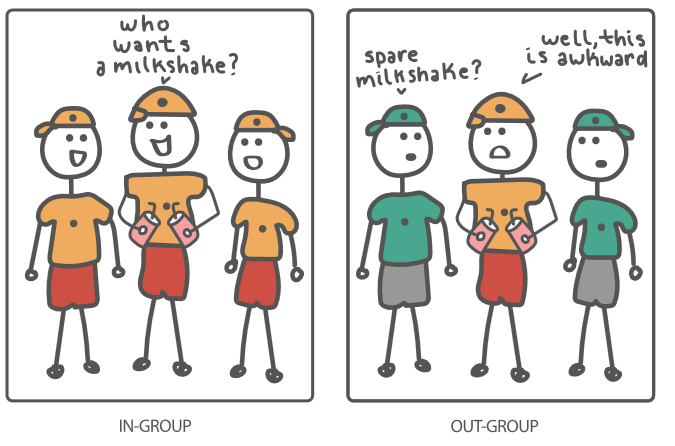 who
wants
a milkshake?
spare
milkshake?
well, this
is awkward
IN-GROUP
OUT-GROUP